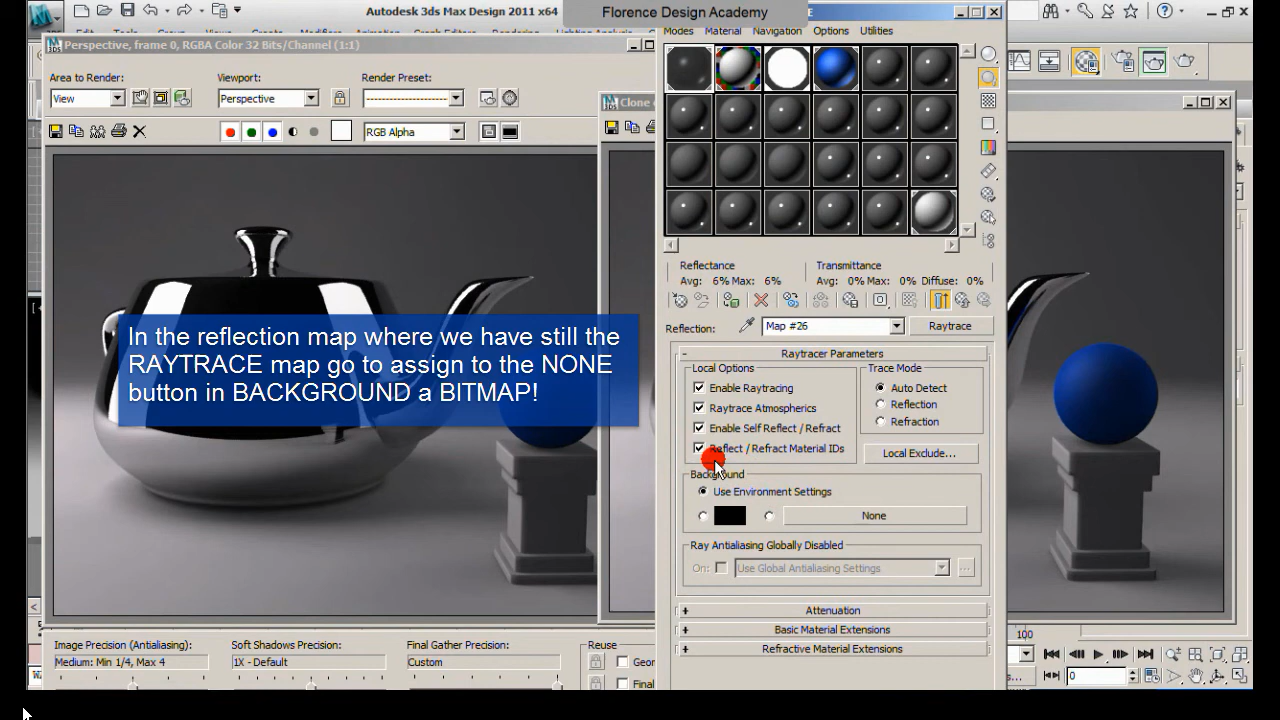 Autodesk 3ds Max Design 2011 x64
Florence Design Academy
Perspective, frame 0, RGBA Color 32 Bits/Channel (1:1)
Modes Material Navigation Options Utilities
Area to Render: Viewport: Render Preset:
View Perspective
RGB Alpha
Clone
In the reflection map where we have still the
RAYTRACE map go to assign to the NONE
button in BACKGROUND a BITMAP!
Reflectance Transmittance
Avg: 6% Max: 6% Avg: 0% Max: 0% Diffuse: 0%
Reflection: Map #26 Raytrace
Raytracer Parameters
Local Options Trace Mode
Enable Raytracing Auto Detect
Raytrace Atmospherics Reflection
Enable Self Reflect / Refract Refraction
Reflect / Refract Material IDs Local Exclude...
Background
Use Environment Settings
None
Ray Antialiasing Globally Disabled
On: Use Global Antialiasing Settings ...
Attenuation
Basic Material Extensions
Refractive Material Extensions
Image Precision (Antialiasing): Soft Shadows Precision: Final Gather Precision: Reuse
Medium: Min 1/4, Max 4 1X - Default Custom Geom
Final
100
0